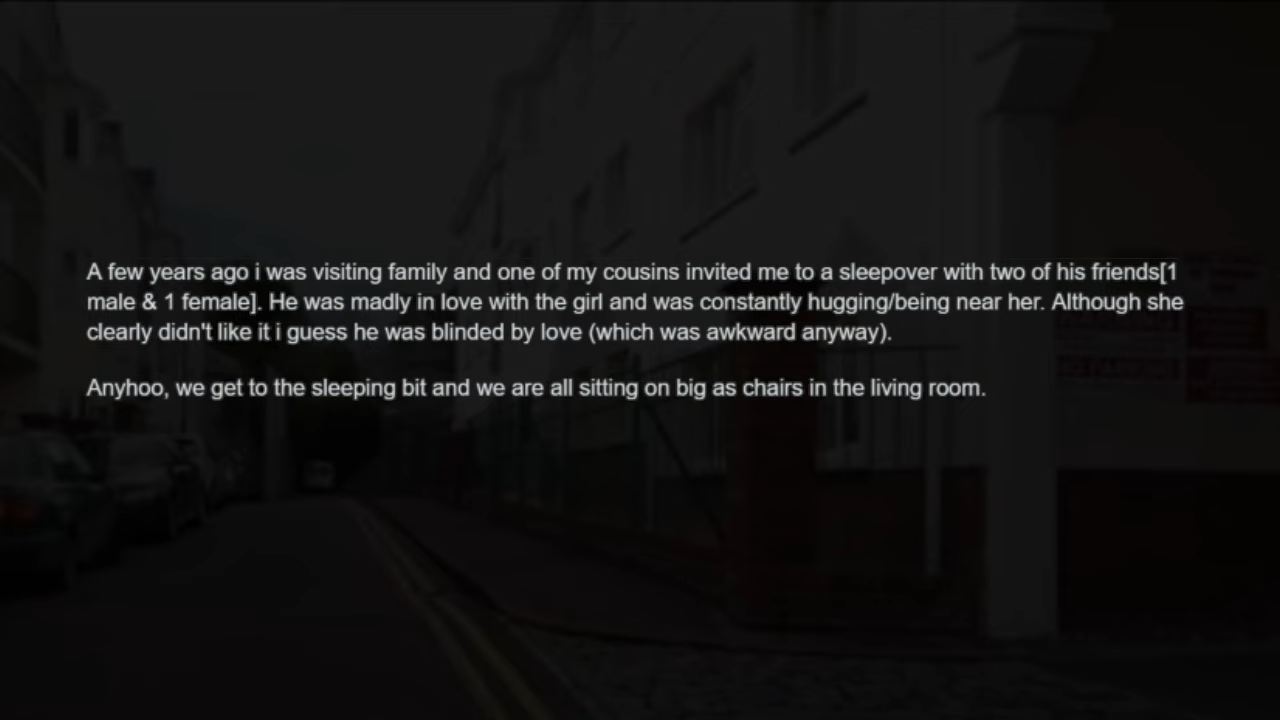 A few years ago i was visiting family and one of my cousins invited me to a sleepover with two of his friends[1
male & 1 female]. He was madly in love with the girl and was constantly hugging/being near her. Although she
clearly didn't like it i guess he was blinded by love (which was awkward anyway).
Anyhoo, we get to the sleeping bit and we are all sitting on big as chairs in the living room.